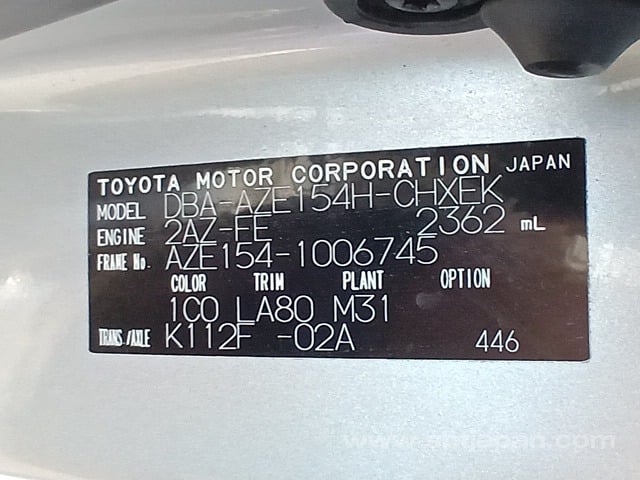 TOYOTA MOTOR CORPORATION JAPAN
MODEL DBA-AZE154H-CHXEK
ENGINE 2AZ-FE 2362 mL
FRAME No. AZE154-1006745
COLOR TRIM PLANT OPTION
1C0 LA80 M31
TRANS./AXLE K112F -02A 446